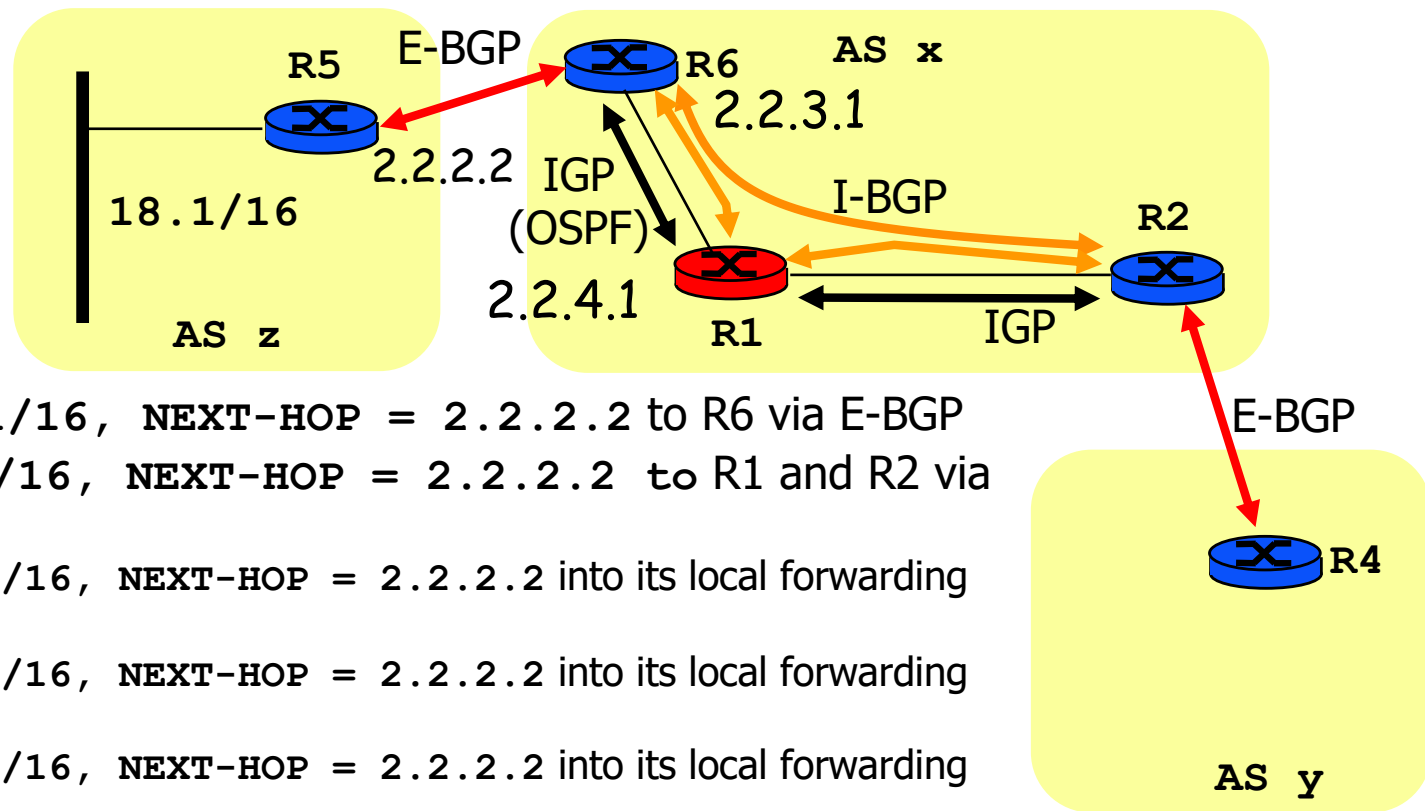 E-BGP
AS x
R5
R6
2.2.3.1
2.2.2.2
IGP
(OSPF)
I-BGP
18.1/16
R2
2.2.4.1
AS z
R1
IGP
/16, NEXT-HOP = 2.2.2.2 to R6 via E-BGP
E-BGP
/16, NEXT-HOP = 2.2.2.2 to R1 and R2 via
/16, NEXT-HOP = 2.2.2.2 into its local forwarding
R4
/16, NEXT-HOP = 2.2.2.2 into its local forwarding
/16, NEXT-HOP = 2.2.2.2 into its local forwarding
AS y